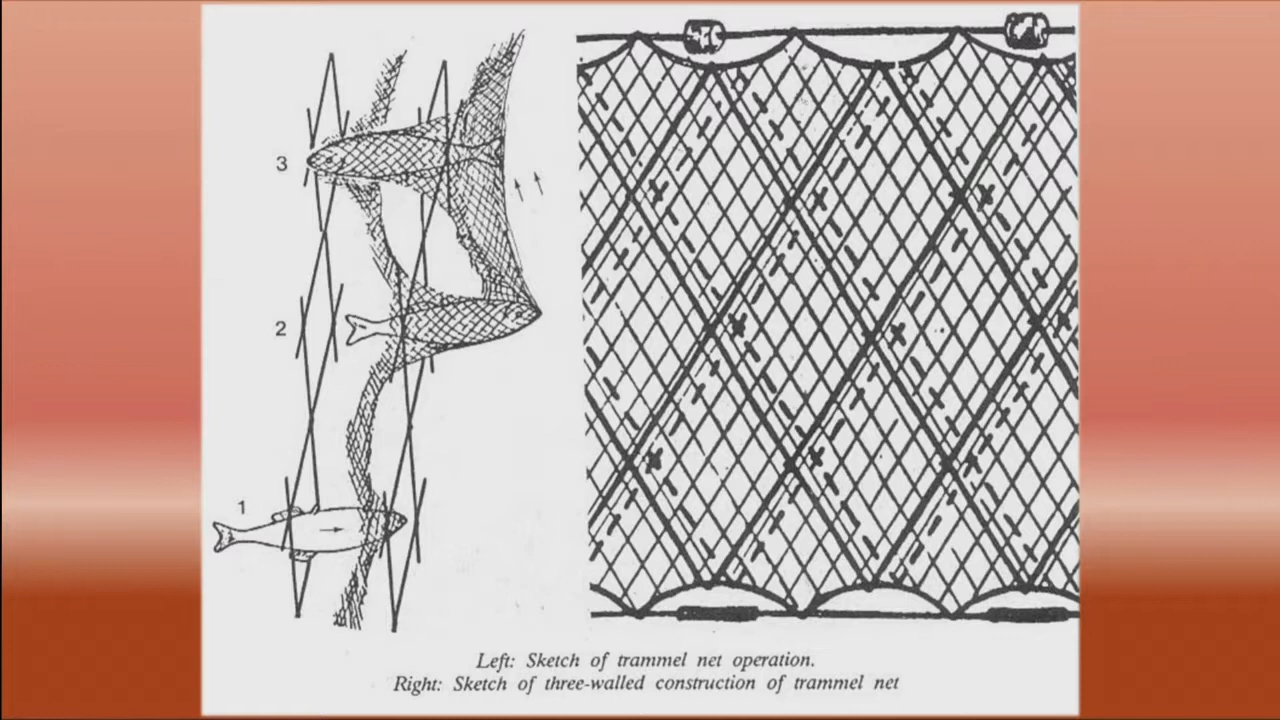 3
2
1
Left: Sketch of trammel net operation.
Right: Sketch of three-walled construction of trammel net